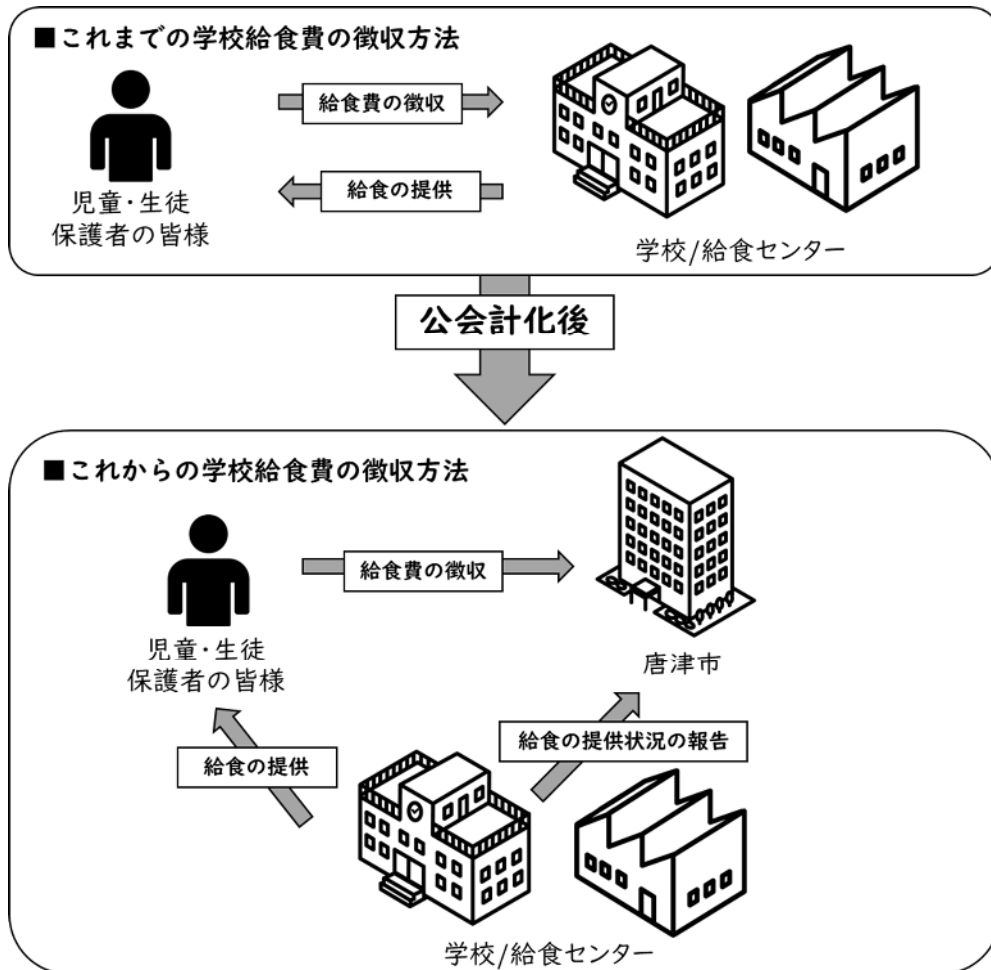 ■これまでの学校給食費の徴収方法
給食費の徴収
給食の提供
児童・生徒
保護者の皆様
学校/給食センター
公会計化後
■これからの学校給食費の徴収方法
給食費の徴収
児童・生徒
保護者の皆様
唐津市
給食の提供
給食の提供状況の報告
学校/給食センター